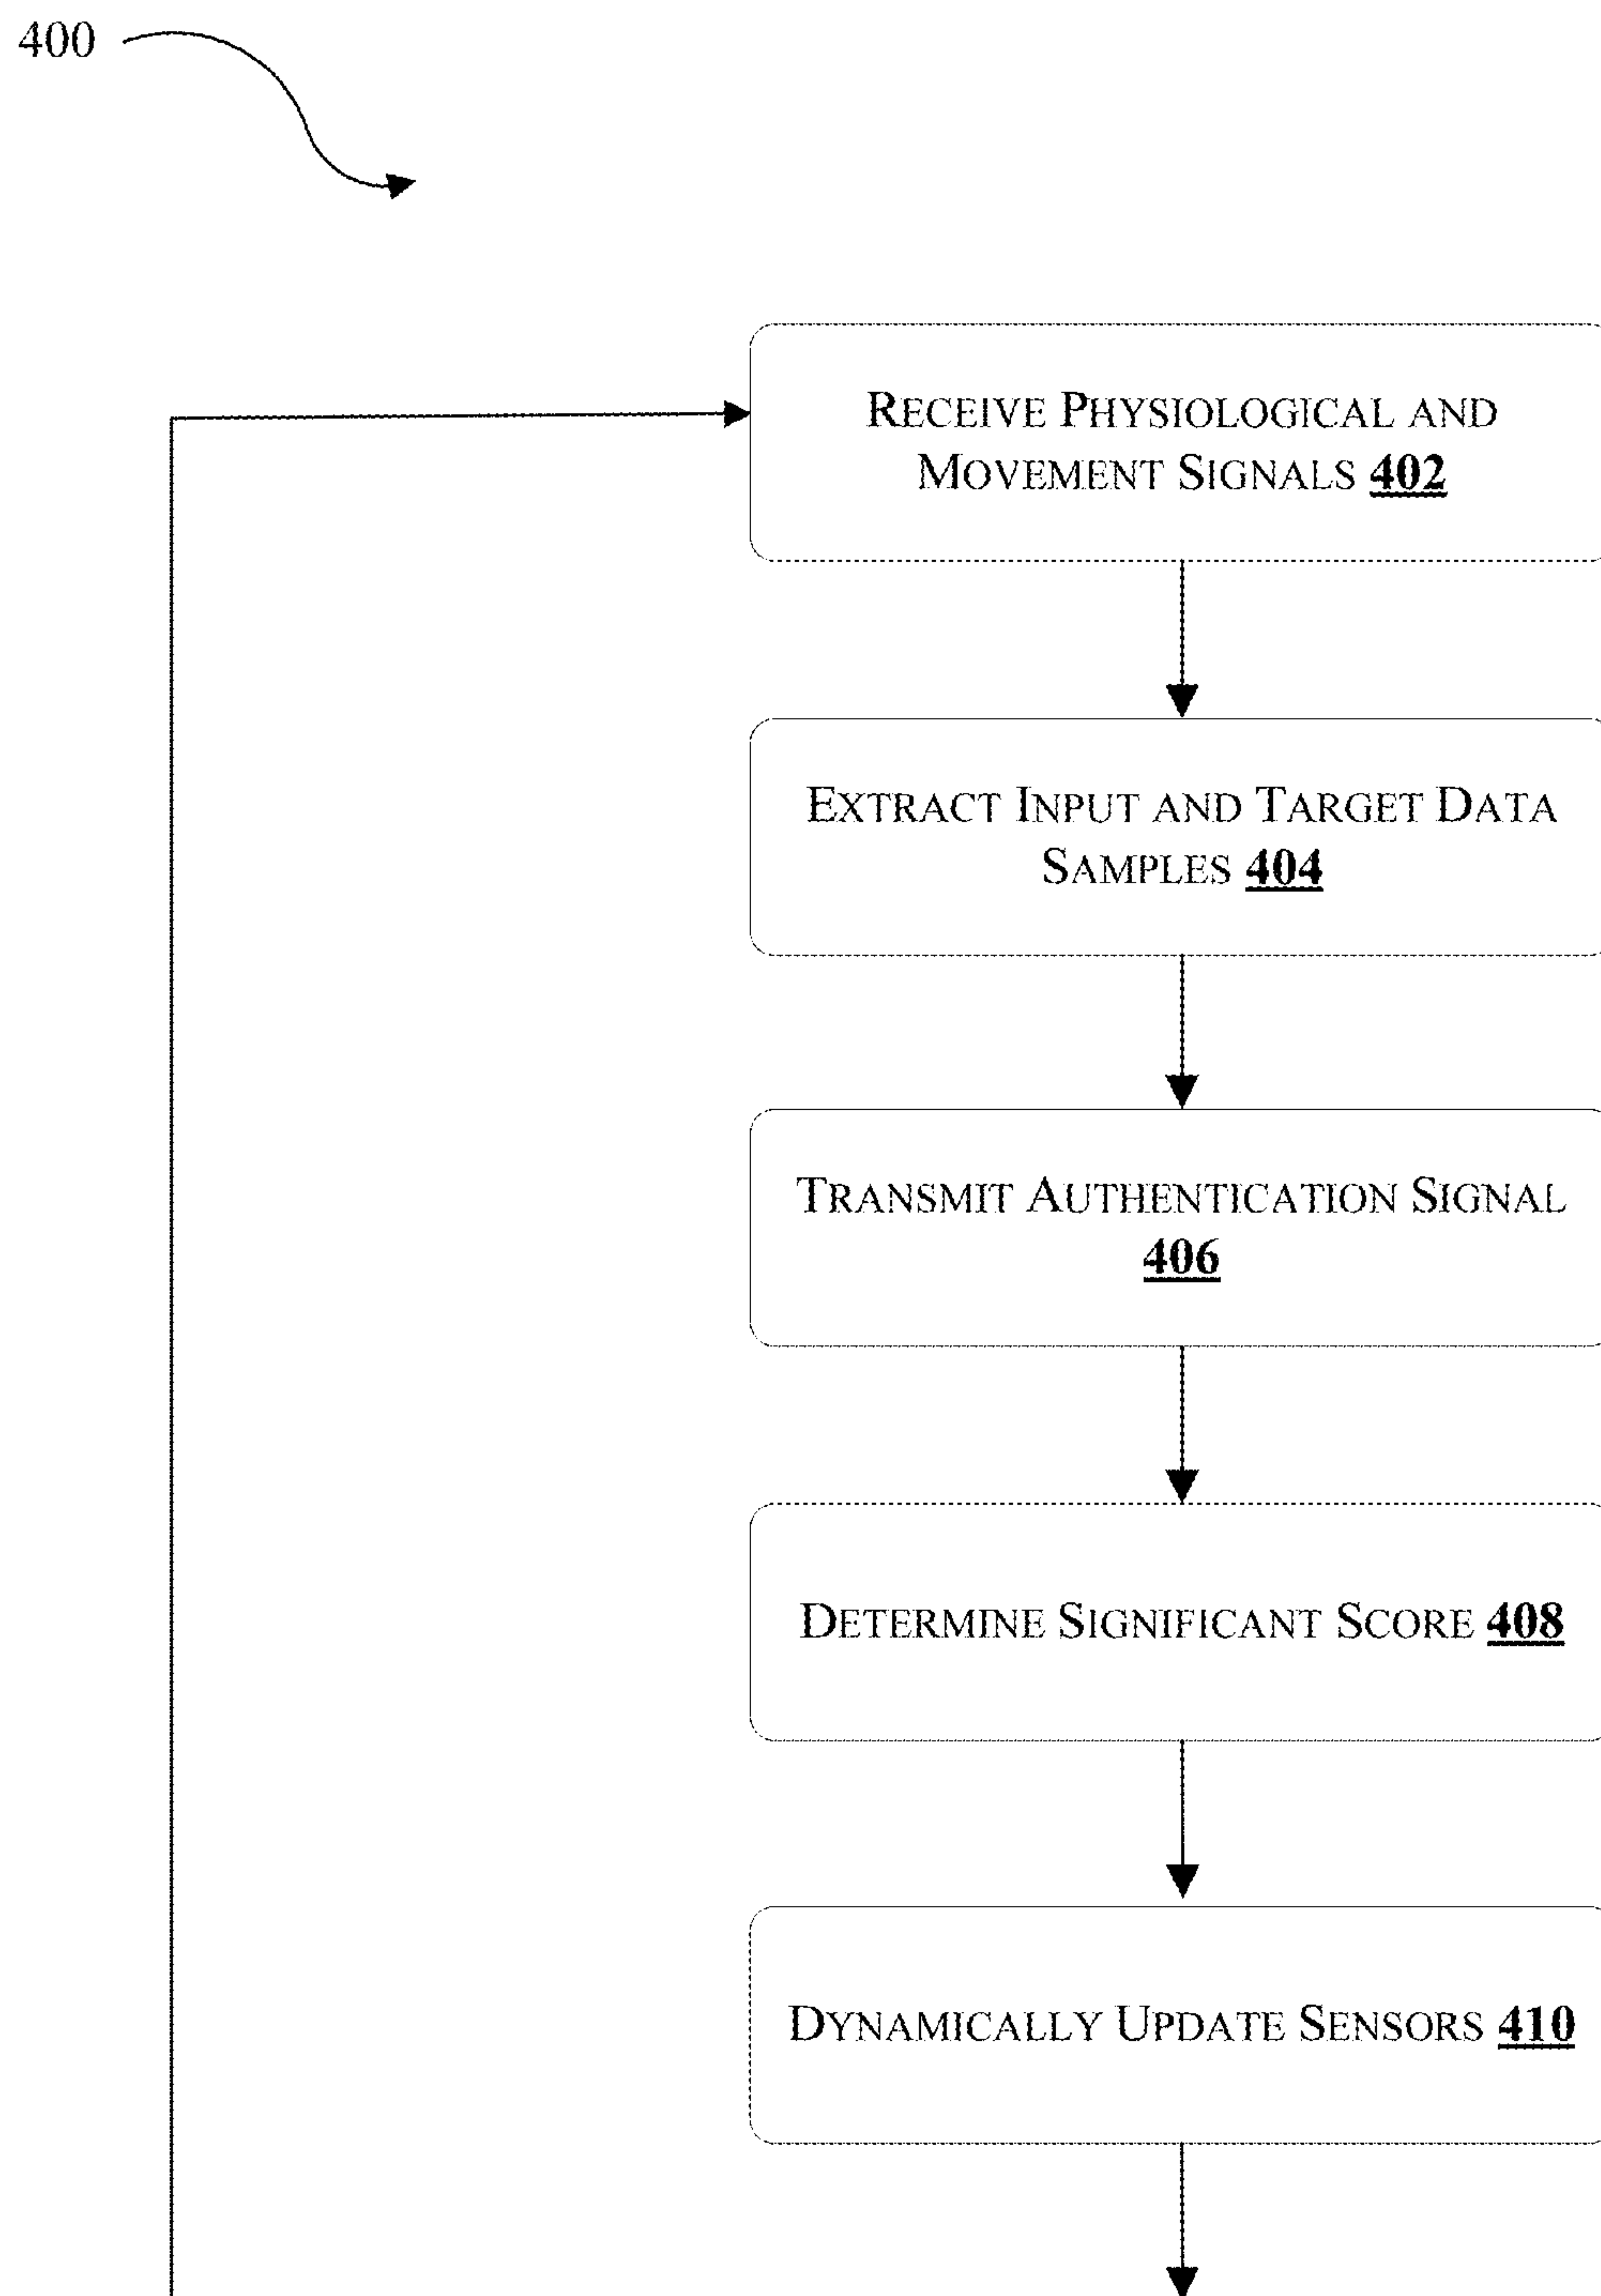 400
RECEIVE PHYSIOLOGICAL AND
MOVEMENT SIGNALS 402
EXTRACT INPUT AND TARGET DATA
SAMPLES 404
TRANSMIT AUTHENTICATION SIGNAL
406
DETERMINE SIGNIFICANT SCORE 408
DYNAMICALLY UPDATE SENSORS 410